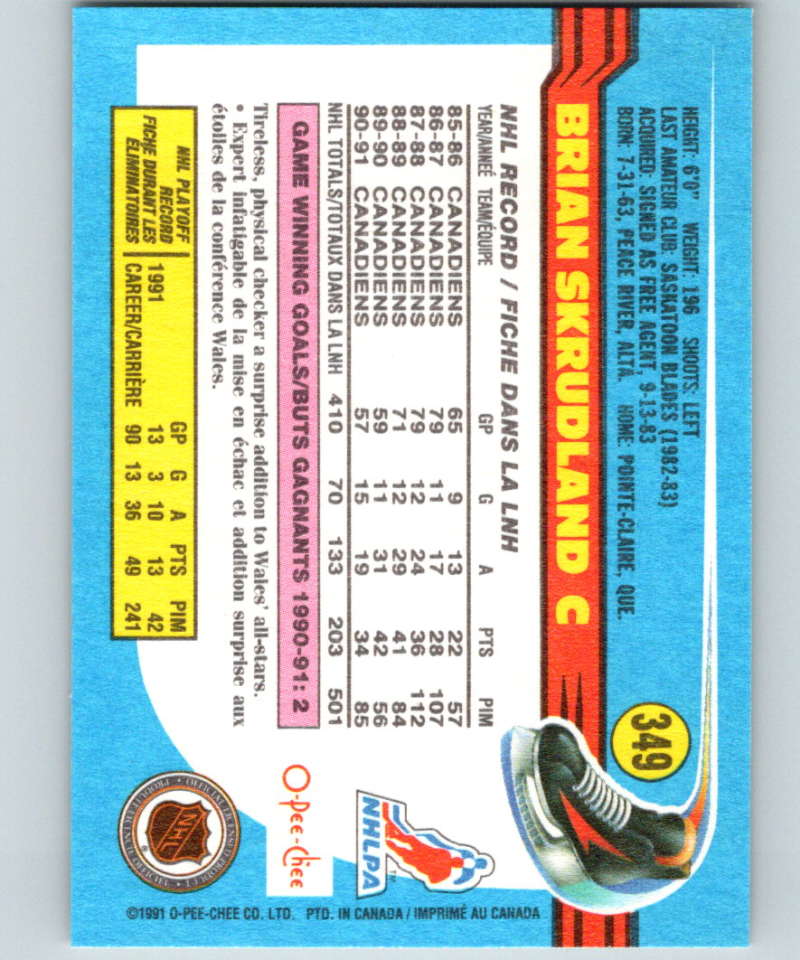 HEIGHT: 6'0" WEIGHT: 196 SHOOTS: LEFT
LAST AMATEUR CLUB: SASKATOON BLADES (1982-83)
ACQUIRED: SIGNED AS FREE AGENT, 9-13-83
BORN: 7-31-63, PEACE RIVER, ALTA. HOME: POINTE-CLAIRE, QUE.
349
BRIAN SKRUDLAND C
NHL RECORD / FICHE DANS LA LNH
YEAR/ANNÉE TEAM/ÉQUIPE GP G A PTS PIM
85-86 CANADIENS 65 9 13 22 57
86-87 CANADIENS 79 11 17 28 107
87-88 CANADIENS 79 12 24 36 112
88-89 CANADIENS 71 12 29 41 84
89-90 CANADIENS 59 11 31 42 56
90-91 CANADIENS 57 15 19 34 85
NHL TOTALS/TOTAUX DANS LA LNH 410 70 133 203 501
GAME WINNING GOALS/BUTS GAGNANTS 1990-91: 2
Tireless, physical checker a surprise addition to Wales' all-stars.
• Expert infatigable de la mise en échac et addition surprise aux
étoiles de la conférence Wales.
NHL PLAYOFF
RECORD
FICHE DURANT LES
ÉLIMINATOIRES
GP G A PTS PIM
1991 13 3 10 13 42
CAREER/CARRIÈRE 90 13 36 49 241
NHLPA
TM
O-Pee-Chee
OFFICIAL LICENSED PRODUCT
NHL
®
©1991 O-PEE-CHEE CO. LTD. PTD. IN CANADA / IMPRIMÉ AU CANADA